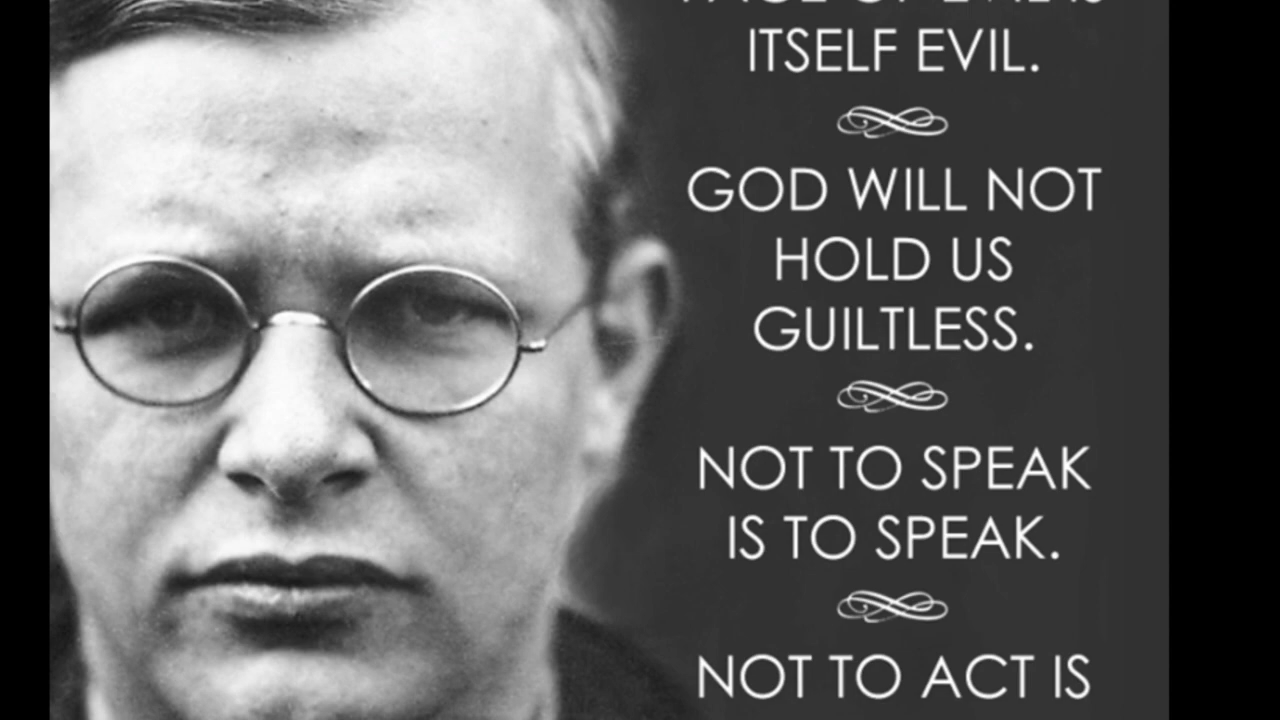 ITSELF EVIL.
GOD WILL NOT
HOLD US
GUILTLESS.
NOT TO SPEAK
IS TO SPEAK.
NOT TO ACT IS